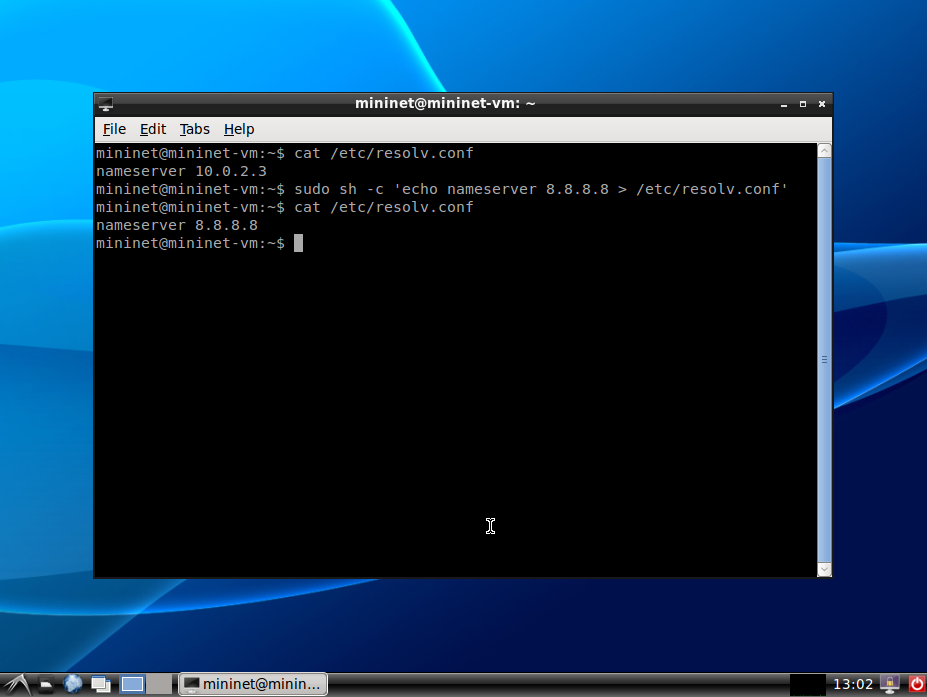 mininet@mininet-vm: ~
File Edit Tabs Help
mininet@mininet-vm:~$ cat /etc/resolv.conf
nameserver 10.0.2.3
mininet@mininet-vm:~$ sudo sh -c 'echo nameserver 8.8.8.8 > /etc/resolv.conf'
mininet@mininet-vm:~$ cat /etc/resolv.conf
nameserver 8.8.8.8
mininet@mininet-vm:~$
mininet@minin... 13:02